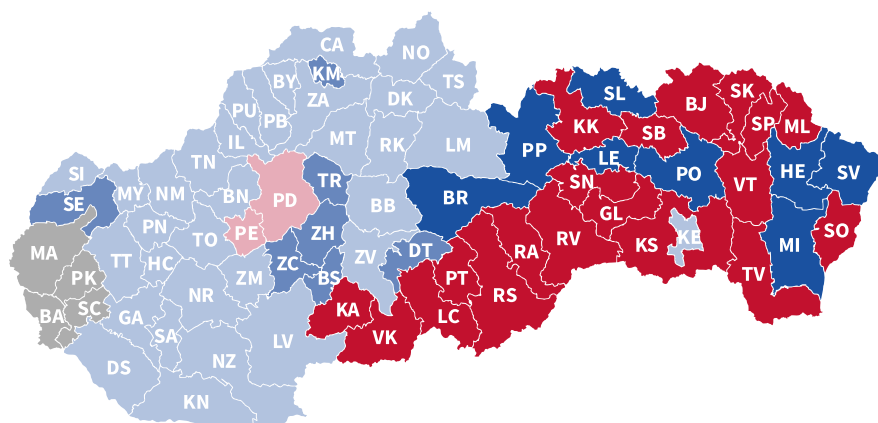 CA
NO
BY
KM
TS
ZA
DK
SL
SK
BJ
PU
PB
KK
SP
ML
SB
IL
MT
RK
LM
PP
LE
TN
SI
TR
PO
HE
SV
VT
SN
MY
NM
BN
PD
BR
SE
BB
GL
PN
TO
PE
ZH
RV
KS
KE
SO
MI
MA
RA
DT
TT
HC
ZC
ZV
PK
ZM
BS
PT
TV
NR
RS
SC
KA
BA
GA
LC
SA
LV
VK
NZ
DS
KN